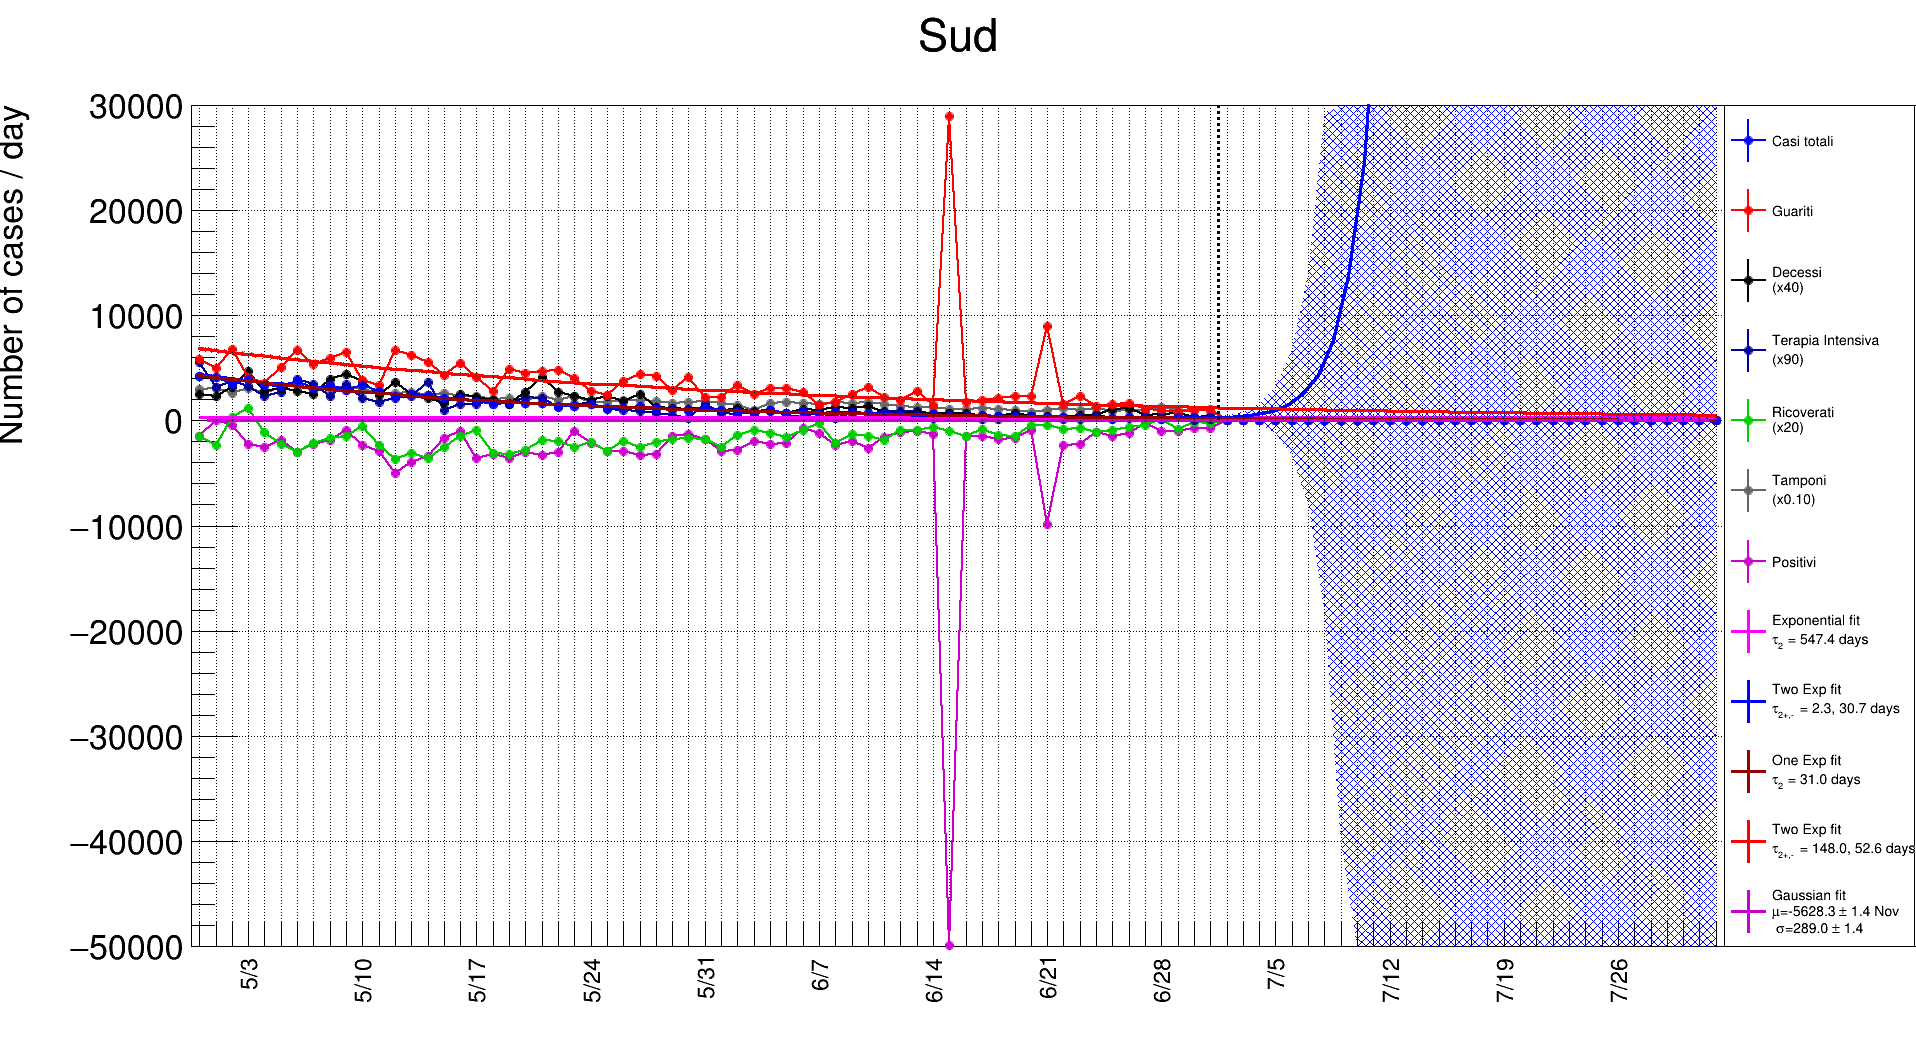 Sud
Number of cases / day
30000
20000
10000
0
−10000
−20000
−30000
−40000
−50000
5/3
5/10
5/17
5/24
5/31
6/7
6/14
6/21
6/28
7/5
7/12
7/19
7/26
Casi totali
Guariti
Decessi
(x40)
Terapia Intensiva
(x90)
Ricoverati
(x20)
Tamponi
(x0.10)
Positivi
Exponential fit
τ2 = 547.4 days
Two Exp fit
τ2+,- = 2.3, 30.7 days
One Exp fit
τ2 = 31.0 days
Two Exp fit
τ2+,- = 148.0, 52.6 days
Gaussian fit
μ=-5628.3 ± 1.4 Nov
σ=289.0 ± 1.4